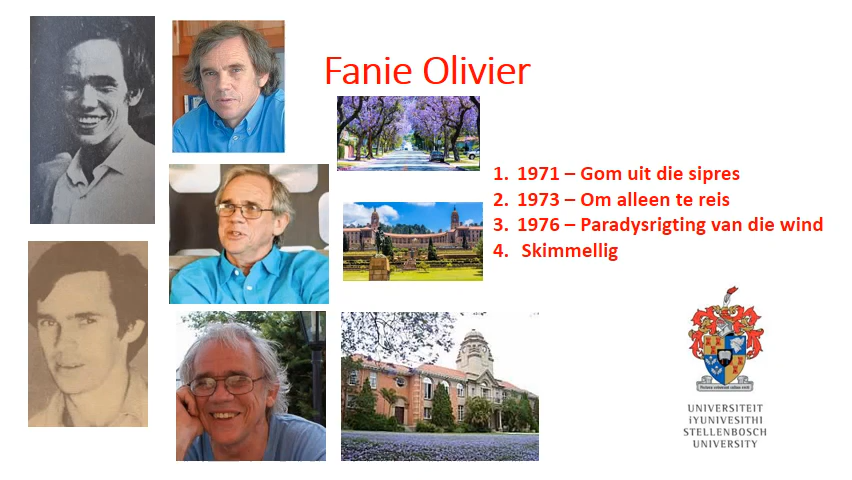 Fanie Olivier
1. 1971 – Gom uit die sipres
2. 1973 – Om alleen te reis
3. 1976 – Paradysrigting van die wind
4. Skimmellig
UNIVERSITEIT
iYUNIVESITHI
STELLENBOSCH
UNIVERSITY